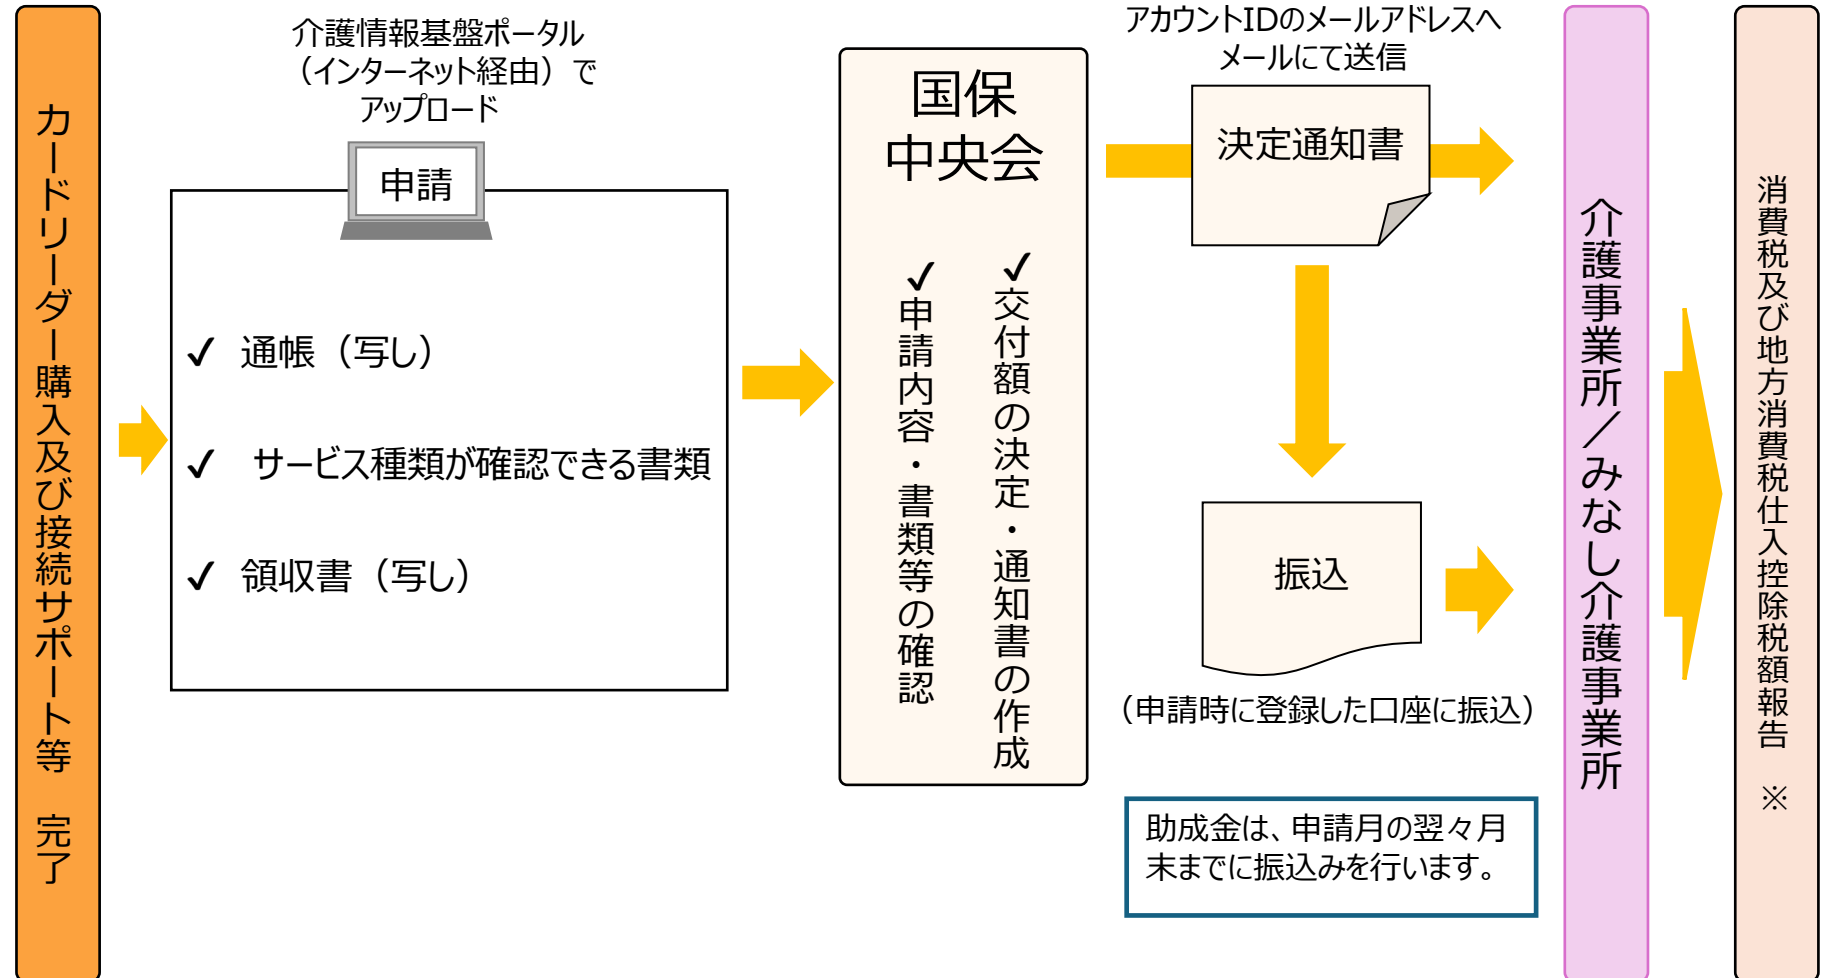 カードリーダー購入及び接続サポート等　完了
介護情報基盤ポータル
（インターネット経由）で
アップロード
申請
✓ 通帳（写し）
✓ サービス種類が確認できる書類
✓ 領収書（写し）
国保
中央会
✓交付額の決定・通知書の作成
✓申請内容・書類等の確認
アカウントIDのメールアドレスへ
メールにて送信
決定通知書
振込
（申請時に登録した口座に振込）
助成金は、申請月の翌々月
末までに振込みを行います。
介護事業所／みなし介護事業所
消費税及び地方消費税仕入控除税額報告　※